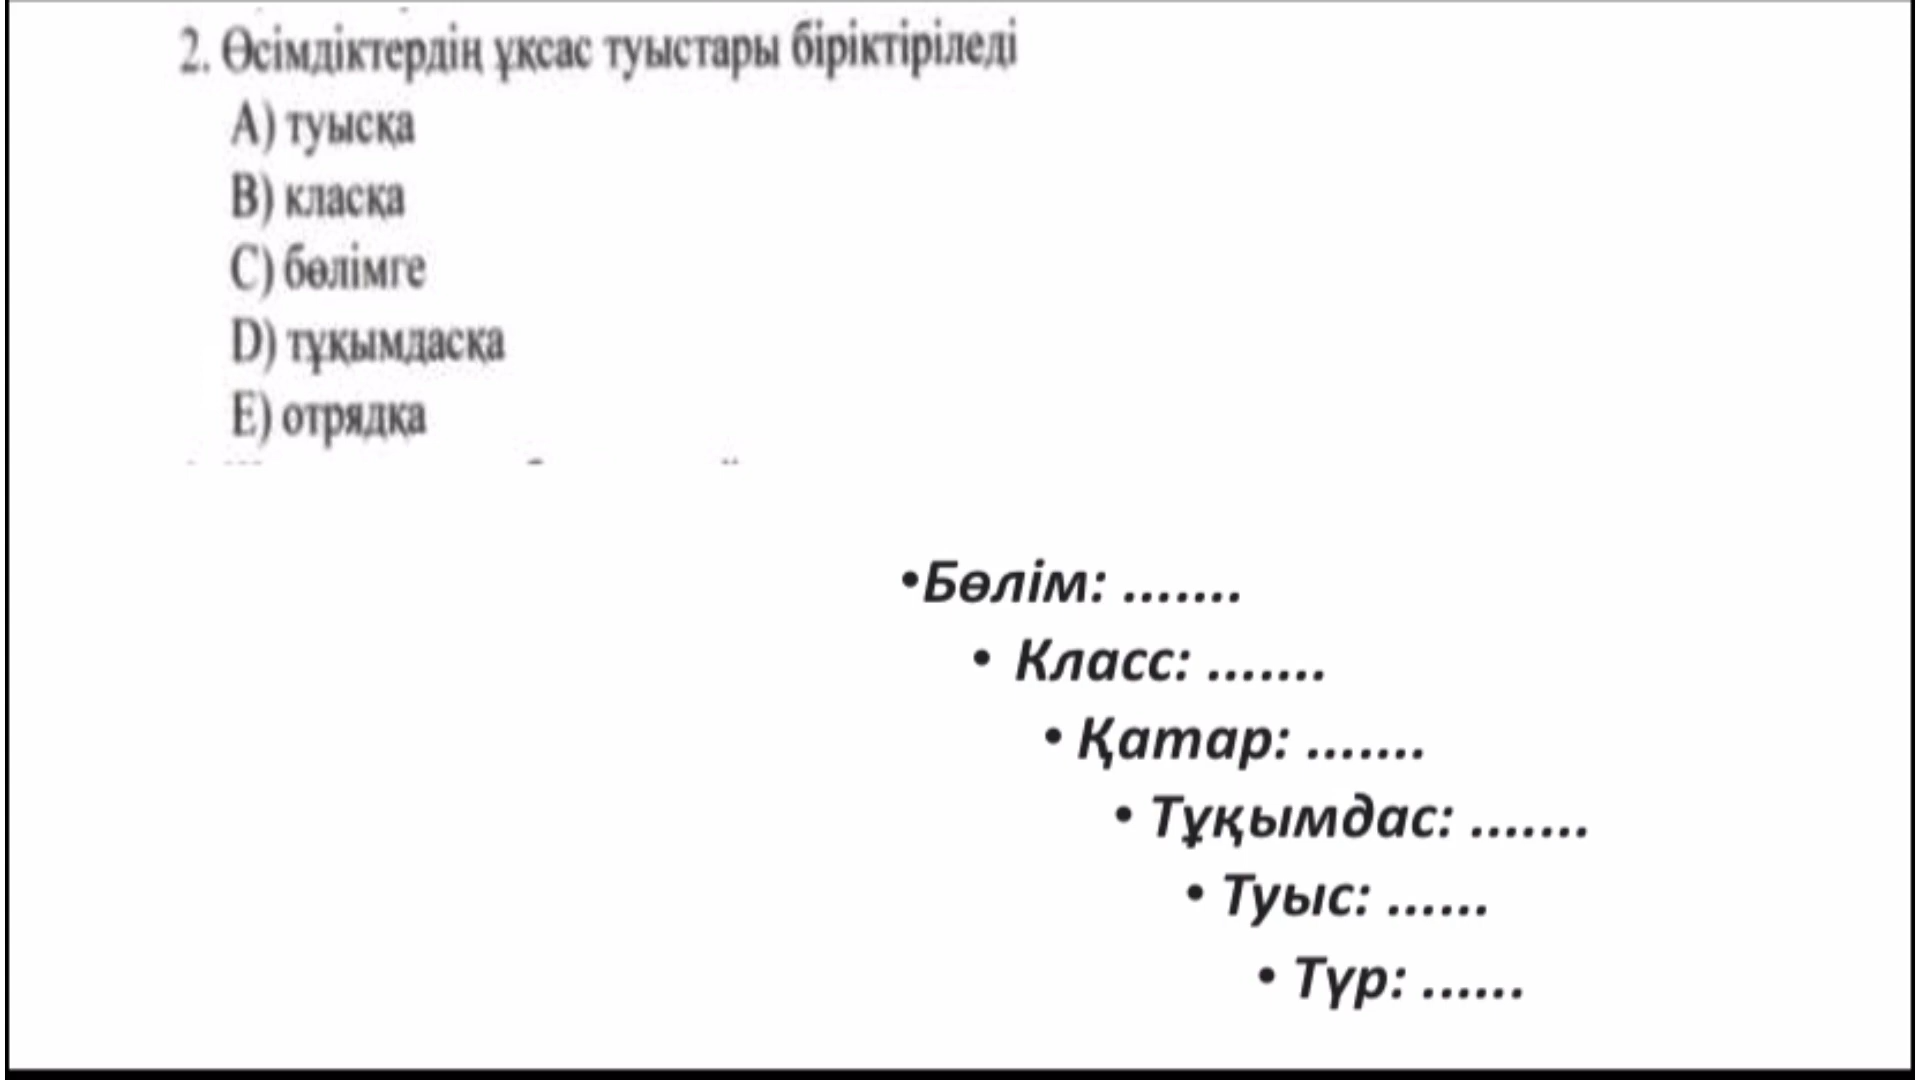 2. Өсімдіктердің ұқсас туыстары біріктіріледі
A) туысқа
B) класқа
C) бөлімге
D) тұқымдасқа
E) отрядқа
•Бөлім: .......
• Класс: .......
• Қатар: .......
• Тұқымдас: .......
• Туыс: ......
• Түр: ......